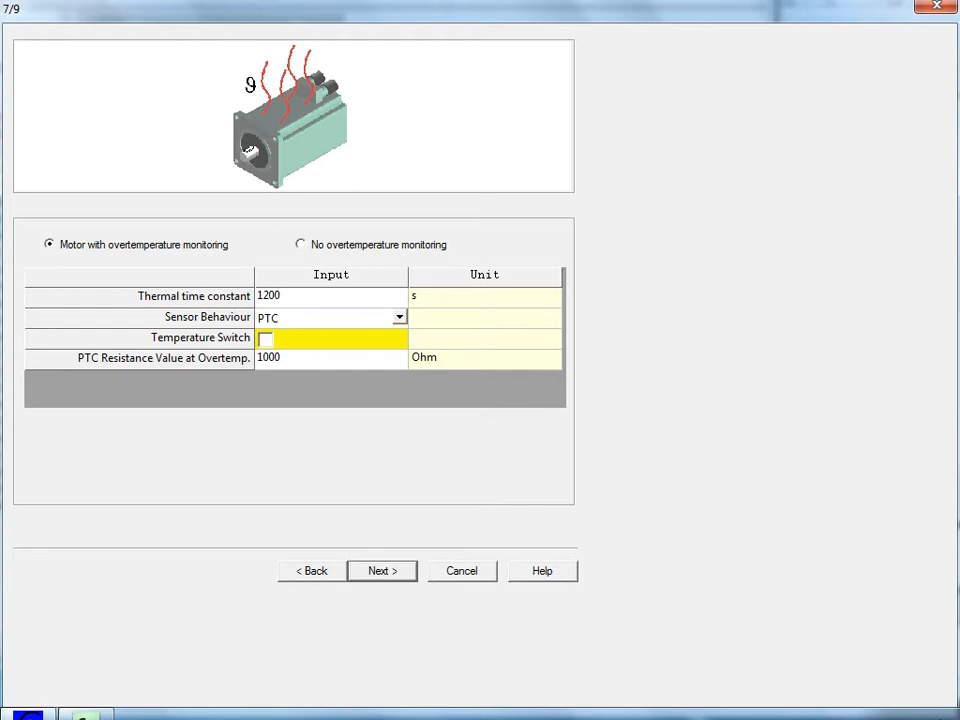 7/9
ϑ
Motor with overtemperature monitoring
No overtemperature monitoring
Input Unit
Thermal time constant 1200 s
Sensor Behaviour PTC
Temperature Switch
PTC Resistance Value at Overtemp. 1000 Ohm
< Back Next > Cancel Help